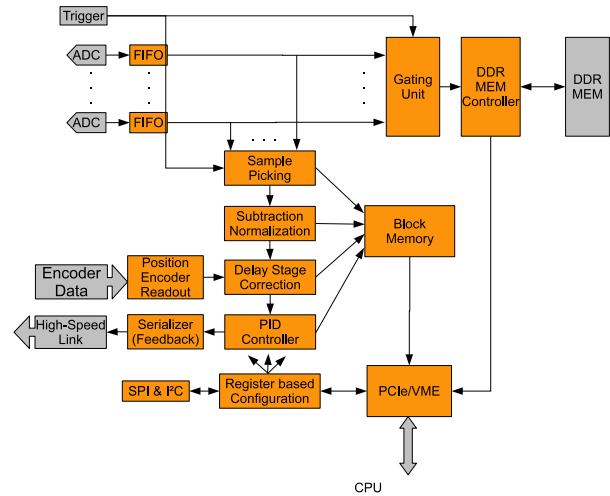 Trigger
ADC
FIFO
Gating
Unit
DDR
MEM
Controller
DDR
MEM
. . .
ADC
FIFO
. . .
Sample
Picking
Subtraction
Normalization
Block
Memory
Encoder
Data
Position
Encoder
Readout
Delay Stage
Correction
High-Speed
Link
Serializer
(Feedback)
PID
Controller
SPI & I²C
Register based
Configuration
PCIe/VME
CPU